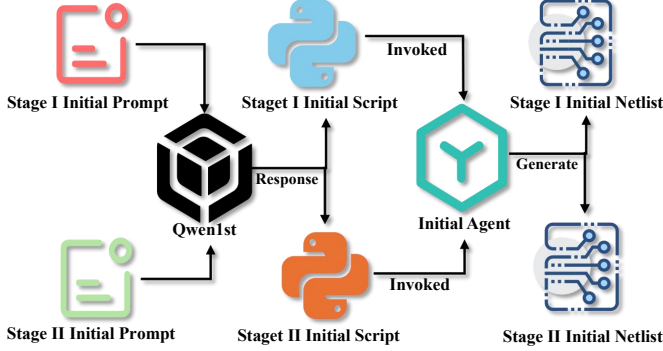 Invoked
Stage I Initial Prompt
Staget I Initial Script
Stage I Initial Netlist
Response
Generate
Qwen1st
Initial Agent
Invoked
Stage II Initial Prompt
Staget II Initial Script
Stage II Initial Netlist